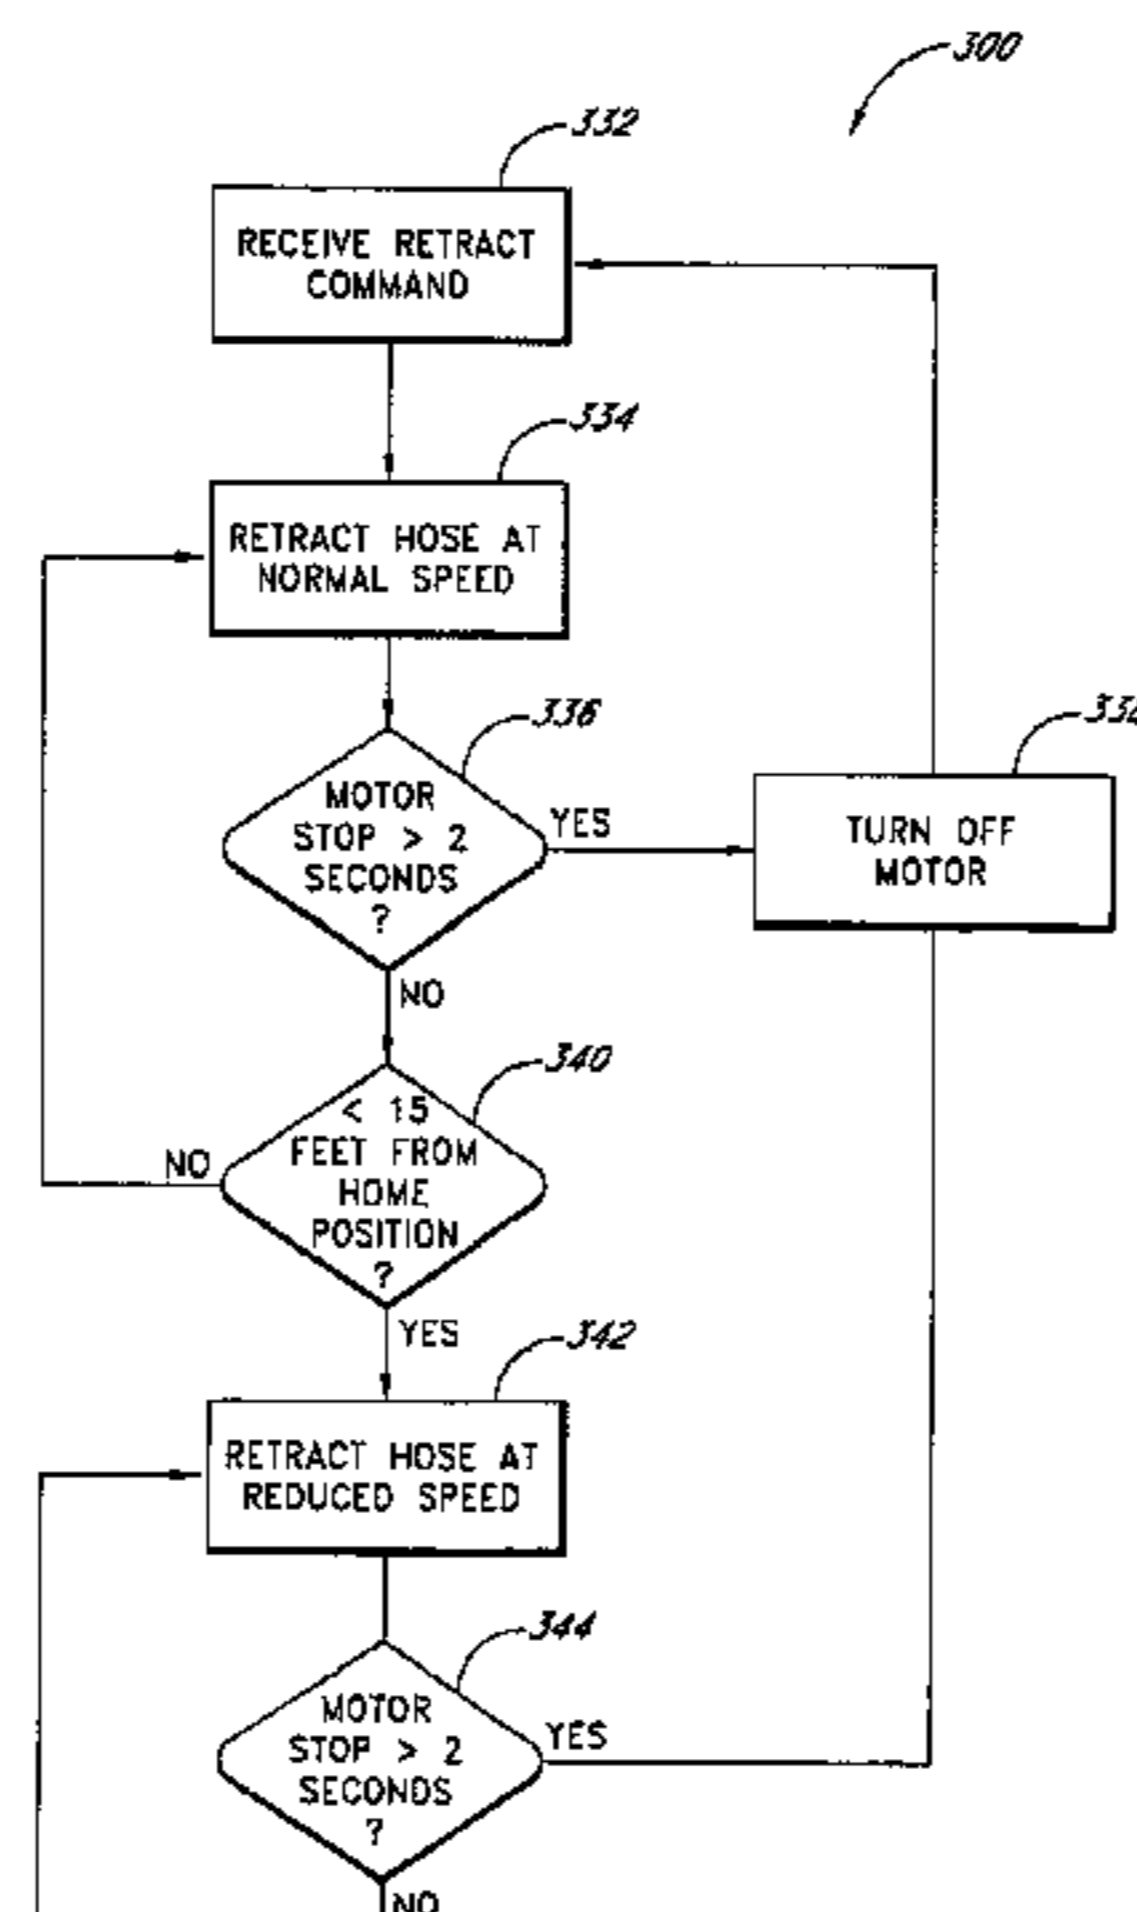 300
332
RECEIVE RETRACT
COMMAND
334
RETRACT HOSE AT
NORMAL SPEED
336
MOTOR
STOP > 2
SECONDS
?
YES
TURN OFF
MOTOR
NO
340
< 15
FEET FROM
HOME
POSITION
?
NO
YES
342
RETRACT HOSE AT
REDUCED SPEED
344
MOTOR
STOP > 2
SECONDS
?
YES
NO